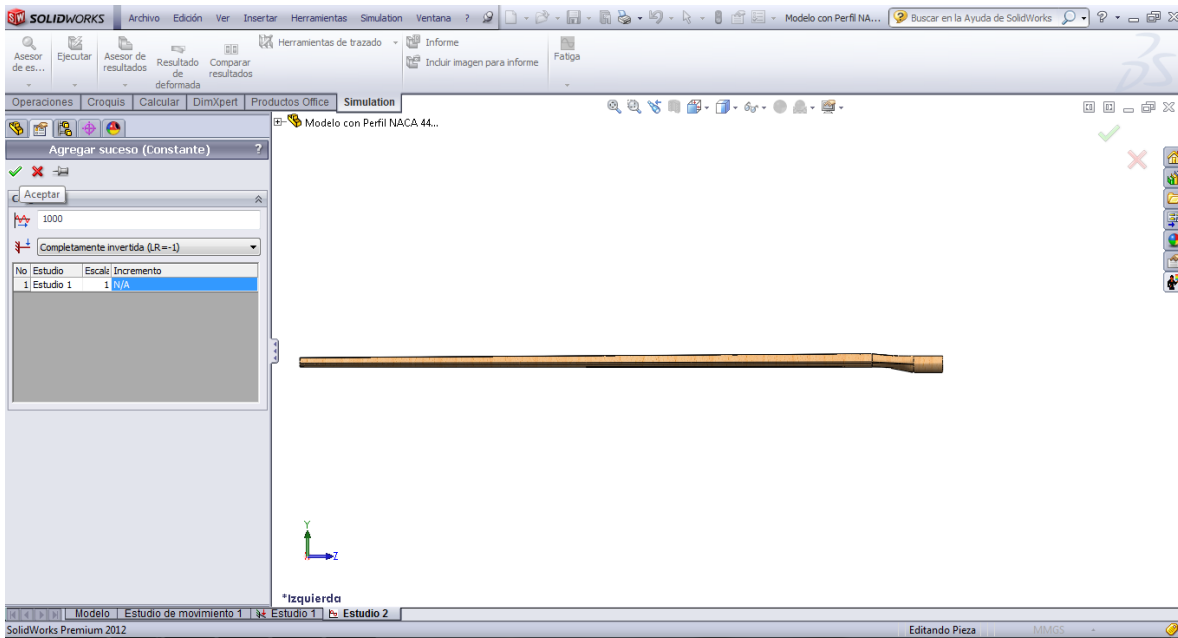 SW SOLIDWORKS Archivo Edición Ver Insertar Herramientas Simulation Ventana ? Modelo con Perfil NA... Buscar en la Ayuda de SolidWorks ?
Asesor de es...
Ejecutar
Asesor de resultados
Resultado de deformada
Comparar resultados
Herramientas de trazado
Informe
Incluir imagen para informe
Fatiga
Operaciones Croquis Calcular DimXpert Productos Office Simulation
Modelo con Perfil NACA 44...
Agregar suceso (Constante) ?
Aceptar
1000
Completamente invertida (LR=-1)
No Estudio Escala Incremento
1 Estudio 1 1 N/A
Y
Z
*Izquierda
Modelo Estudio de movimiento 1 Estudio 1 Estudio 2
SolidWorks Premium 2012 Editando Pieza MMGS